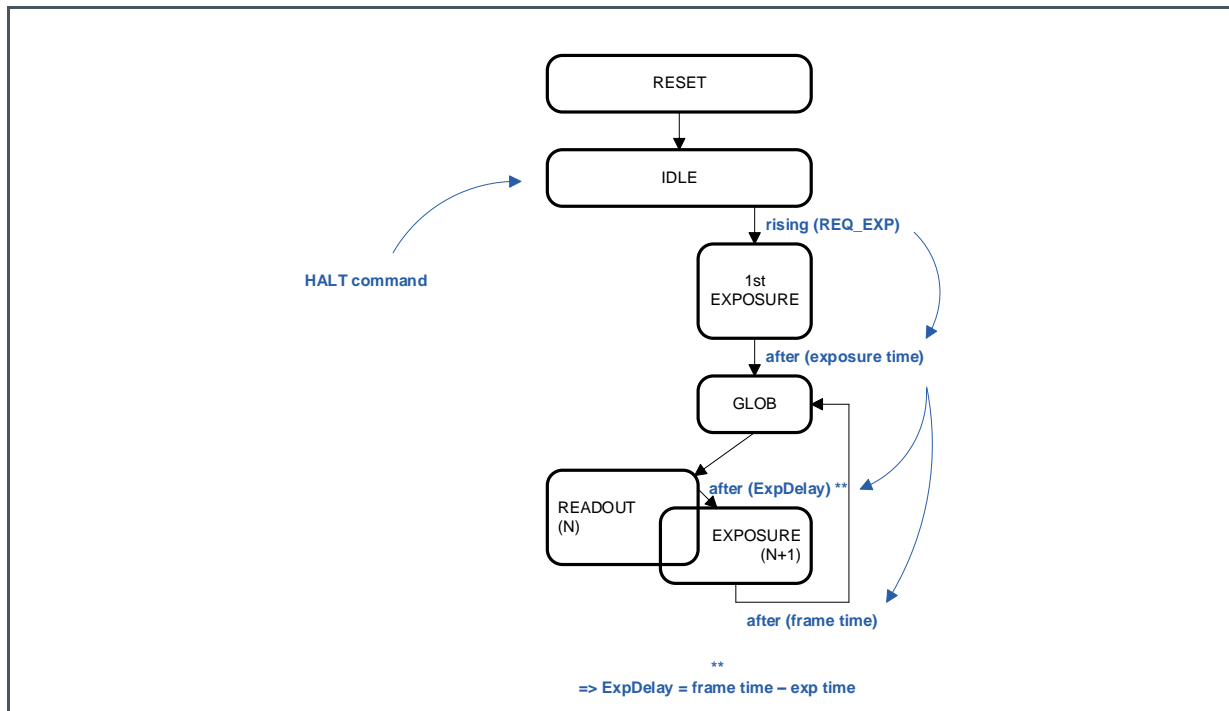 RESET
IDLE
rising (REQ_EXP)
HALT command
1st
EXPOSURE
after (exposure time)
GLOB
after (ExpDelay) **
READOUT
(N)
EXPOSURE
(N+1)
after (frame time)
**
=> ExpDelay = frame time – exp time